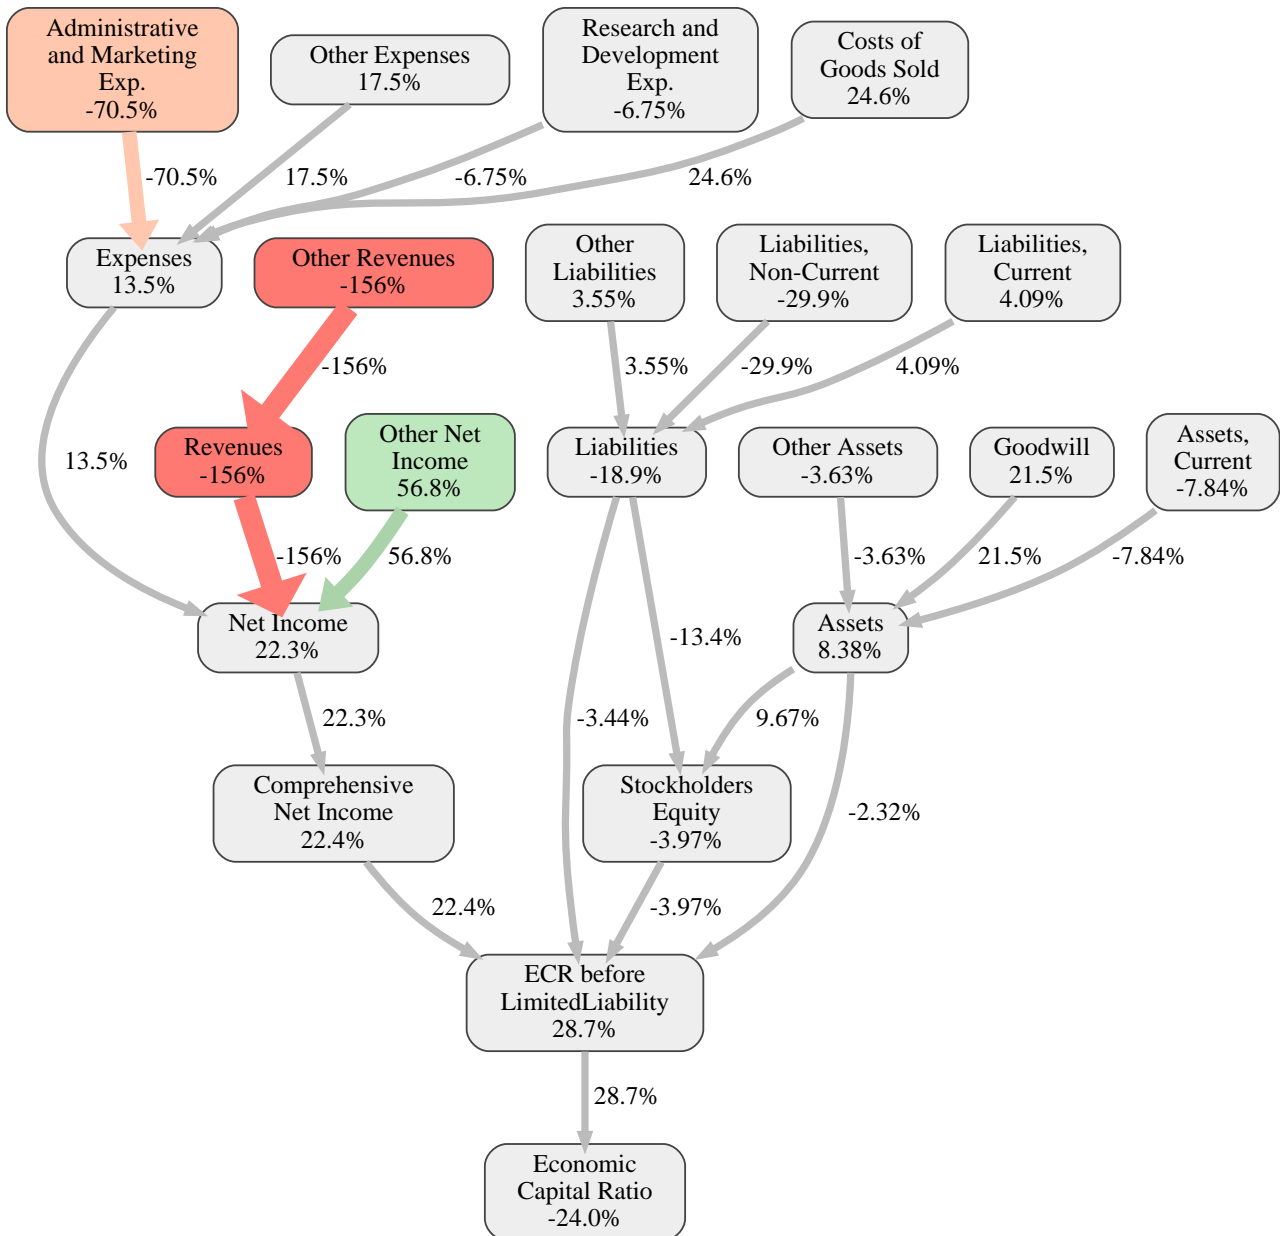 Administrative
and Marketing
Exp.
-70.5%
Other Expenses
17.5%
Research and
Development
Exp.
-6.75%
Costs of
Goods Sold
24.6%
-70.5%
17.5%
-6.75%
24.6%
Expenses
13.5%
Other Revenues
-156%
Other
Liabilities
3.55%
Liabilities,
Non-Current
-29.9%
Liabilities,
Current
4.09%
-156%
3.55%
-29.9%
4.09%
13.5%
Revenues
-156%
Other Net
Income
56.8%
Liabilities
-18.9%
Other Assets
-3.63%
Goodwill
21.5%
Assets,
Current
-7.84%
-156%
56.8%
-3.63%
21.5%
-7.84%
Net Income
22.3%
-13.4%
Assets
8.38%
22.3%
-3.44%
9.67%
Comprehensive
Net Income
22.4%
Stockholders
Equity
-3.97%
-2.32%
22.4%
-3.97%
ECR before
LimitedLiability
28.7%
28.7%
Economic
Capital Ratio
-24.0%